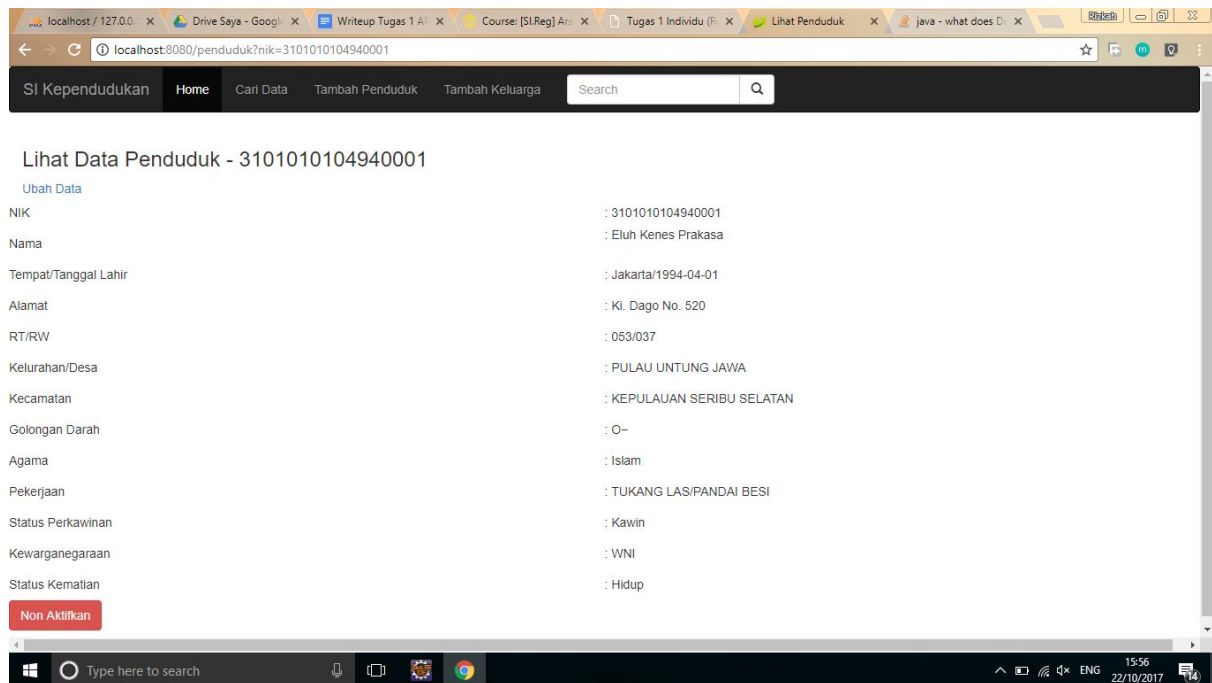 localhost / 127.0.0. Drive Saya - Googl Writeup Tugas 1 AP Course: [SI.Reg] Ars Tugas 1 Individu (R Lihat Penduduk java - what does D Rizkah
localhost:8080/penduduk?nik=3101010104940001
SI Kependudukan Home Cari Data Tambah Penduduk Tambah Keluarga Search
Lihat Data Penduduk - 3101010104940001
Ubah Data
NIK : 3101010104940001
Nama : Eluh Kenes Prakasa
Tempat/Tanggal Lahir : Jakarta/1994-04-01
Alamat : Ki. Dago No. 520
RT/RW : 053/037
Kelurahan/Desa : PULAU UNTUNG JAWA
Kecamatan : KEPULAUAN SERIBU SELATAN
Golongan Darah : O−
Agama : Islam
Pekerjaan : TUKANG LAS/PANDAI BESI
Status Perkawinan : Kawin
Kewarganegaraan : WNI
Status Kematian : Hidup
Non Aktifkan
Type here to search ENG 15:56
22/10/2017 14